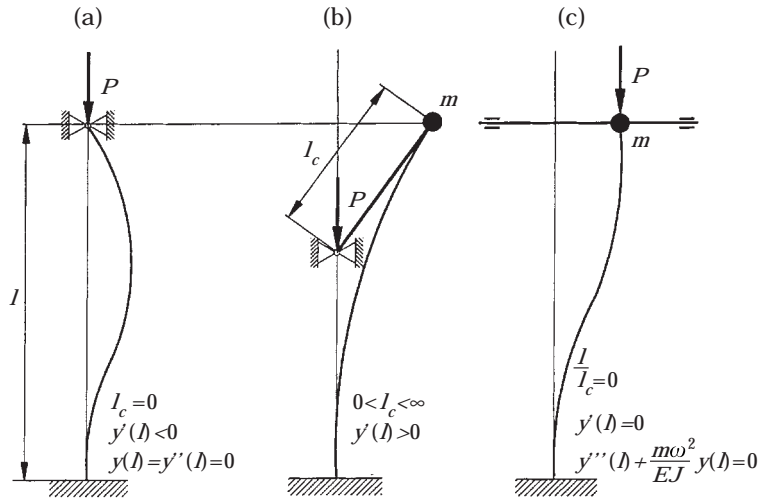 (a)
P
l
l_c = 0
y'(l) < 0
y(l) = y''(l) = 0
(b)
m
l_c
P
0 < l_c < ∞
y'(l) > 0
(c)
P
m
l/l_c = 0
y'(l) = 0
y'''(l) + mω²/EJ y(l) = 0